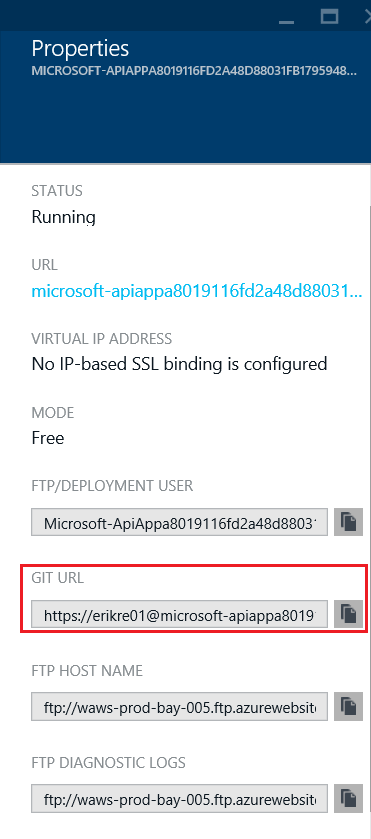 Properties
MICROSOFT-APIAPPA8019116FD2A48D88031FB1795948...
STATUS
Running
URL
microsoft-apiappa8019116fd2a48d88031...
VIRTUAL IP ADDRESS
No IP-based SSL binding is configured
MODE
Free
FTP/DEPLOYMENT USER
Microsoft-ApiAppa8019116fd2a48d8803
GIT URL
https://erikre01@microsoft-apiappa8019
FTP HOST NAME
ftp://waws-prod-bay-005.ftp.azurewebsite
FTP DIAGNOSTIC LOGS
ftp://waws-prod-bay-005.ftp.azurewebsite